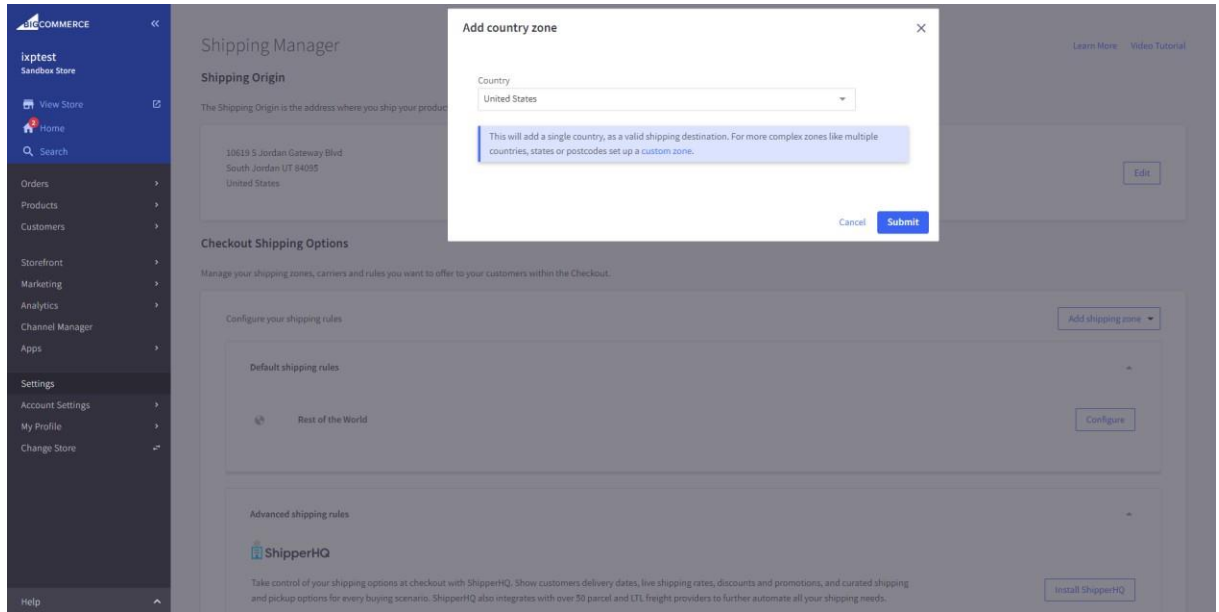 BIGCOMMERCE
ixptest
Sandbox Store
View Store
2
Home
Search
Orders
Products
Customers
Storefront
Marketing
Analytics
Channel Manager
Apps
Settings
Account Settings
My Profile
Change Store
Help
Shipping Manager
Learn More Video Tutorial
Shipping Origin
The Shipping Origin is the address where you ship your produc
10619 S Jordan Gateway Blvd
South Jordan UT 84095
United States
Edit
Add country zone
Country
United States
This will add a single country, as a valid shipping destination. For more complex zones like multiple
countries, states or postcodes set up a custom zone.
Cancel Submit
Checkout Shipping Options
Manage your shipping zones, carriers and rules you want to offer to your customers within the Checkout.
Configure your shipping rules
Add shipping zone
Default shipping rules
Rest of the World
Configure
Advanced shipping rules
ShipperHQ
Take control of your shipping options at checkout with ShipperHQ. Show customers delivery dates, live shipping rates, discounts and promotions, and curated shipping
and pickup options for every buying scenario. ShipperHQ also integrates with over 50 parcel and LTL freight providers to further automate all your shipping needs.
Install ShipperHQ